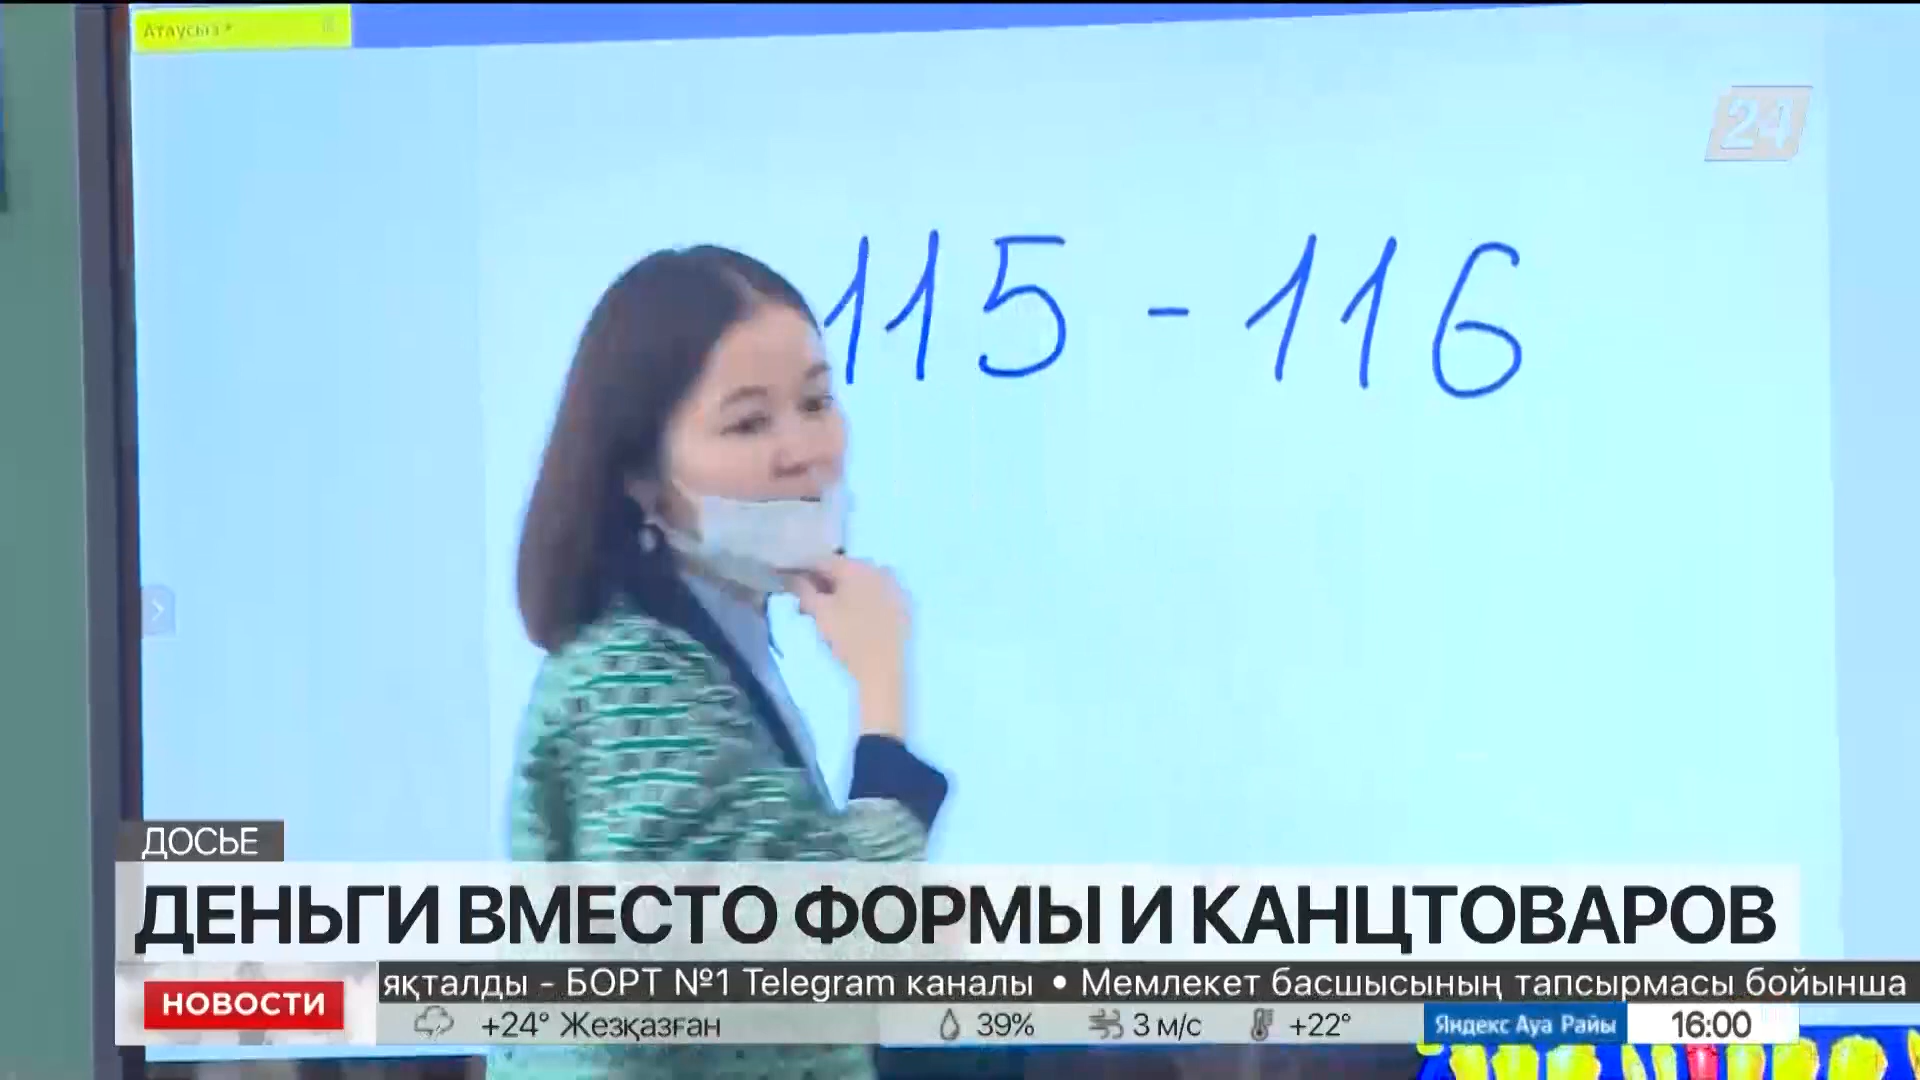 Атаусыз *
24
115 - 116
ДОСЬЕ
ДЕНЬГИ ВМЕСТО ФОРМЫ И КАНЦТОВАРОВ
НОВОСТИ
яқталды - БОРТ №1 Telegram каналы • Мемлекет басшысының тапсырмасы бойынша
+24° Жезқазған 39% 3 м/с +22° Яндекс Ауа Райы 16:00